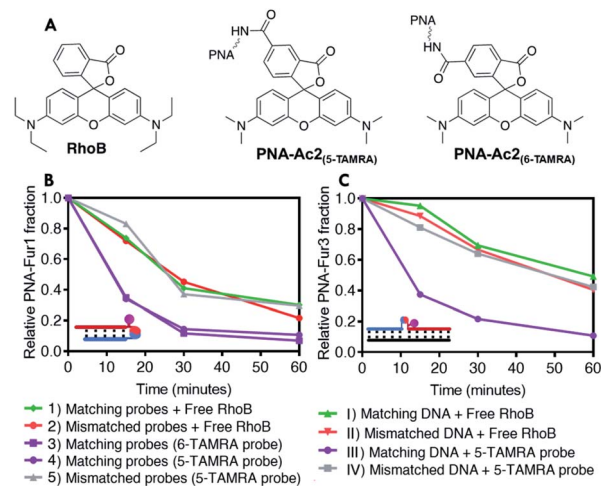 A
O
O
N
N
O
RhoB
PNA
HN
O
O
O
N
O
N
PNA-Ac2(5-TAMRA)
PNA
HN
O
O
O
N
O
N
PNA-Ac2(6-TAMRA)
B
Relative PNA-Fur1 fraction
1.0
0.8
0.6
0.4
0.2
0.0
0 10 20 30 40 50 60
Time (minutes)
1) Matching probes + Free RhoB
2) Mismatched probes + Free RhoB
3) Matching probes (6-TAMRA probe)
4) Matching probes (5-TAMRA probe)
5) Mismatched probes (5-TAMRA probe)
C
Relative PNA-Fur3 fraction
1.0
0.8
0.6
0.4
0.2
0.0
0 10 20 30 40 50 60
Time (minutes)
I) Matching DNA + Free RhoB
II) Mismatched DNA + Free RhoB
III) Matching DNA + 5-TAMRA probe
IV) Mismatched DNA + 5-TAMRA probe